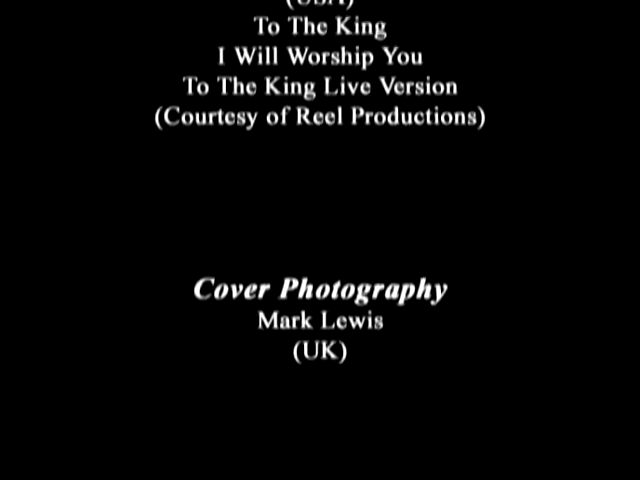 (USA)
To The King
I Will Worship You
To The King Live Version
(Courtesy of Reel Productions)
Cover Photography
Mark Lewis
(UK)